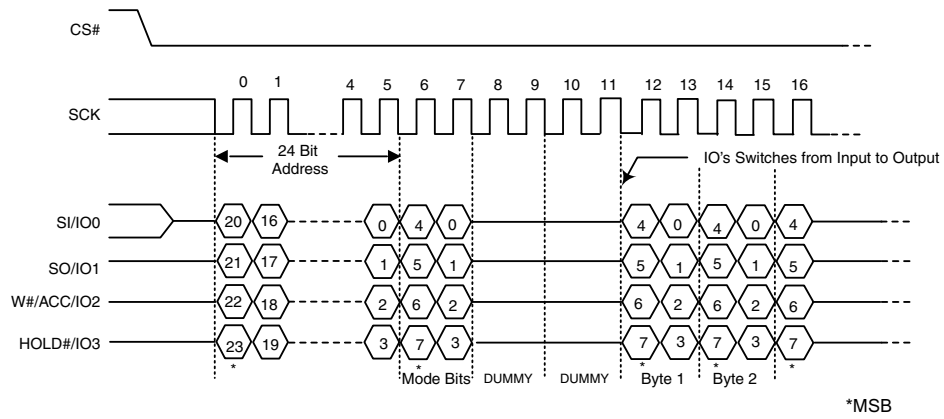 CS#
0 1 4 5 6 7 8 9 10 11 12 13 14 15 16
SCK
24 Bit
Address
IO's Switches from Input to Output
SI/IO0 20 16 0 4 0 4 0 4 0 4
SO/IO1 21 17 1 5 1 5 1 5 1 5
W#/ACC/IO2 22 18 2 6 2 6 2 6 2 6
HOLD#/IO3 23 19 3 7 3 7 3 7 3 7
* * * * *
Mode Bits DUMMY DUMMY Byte 1 Byte 2
*MSB